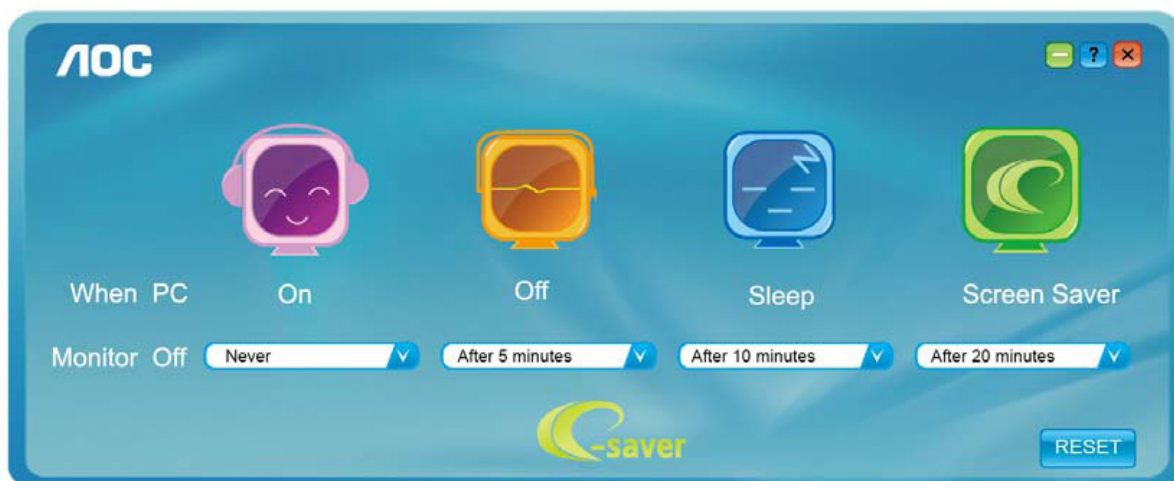 AOC
?
When PC On Off Sleep Screen Saver
Monitor Off Never After 5 minutes After 10 minutes After 20 minutes
e-saver
RESET